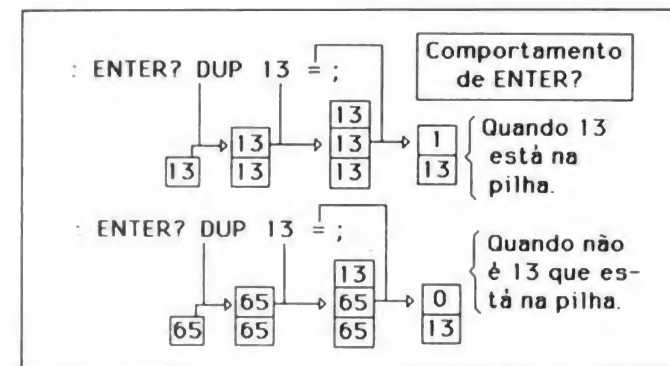 Comportamento
de ENTER?
: ENTER? DUP 13 = ;
13
13
13
13
13
13
1
13
Quando 13
está na
pilha.
: ENTER? DUP 13 = ;
65
65
65
13
65
65
0
13
Quando não
é 13 que es-
tá na pilha.